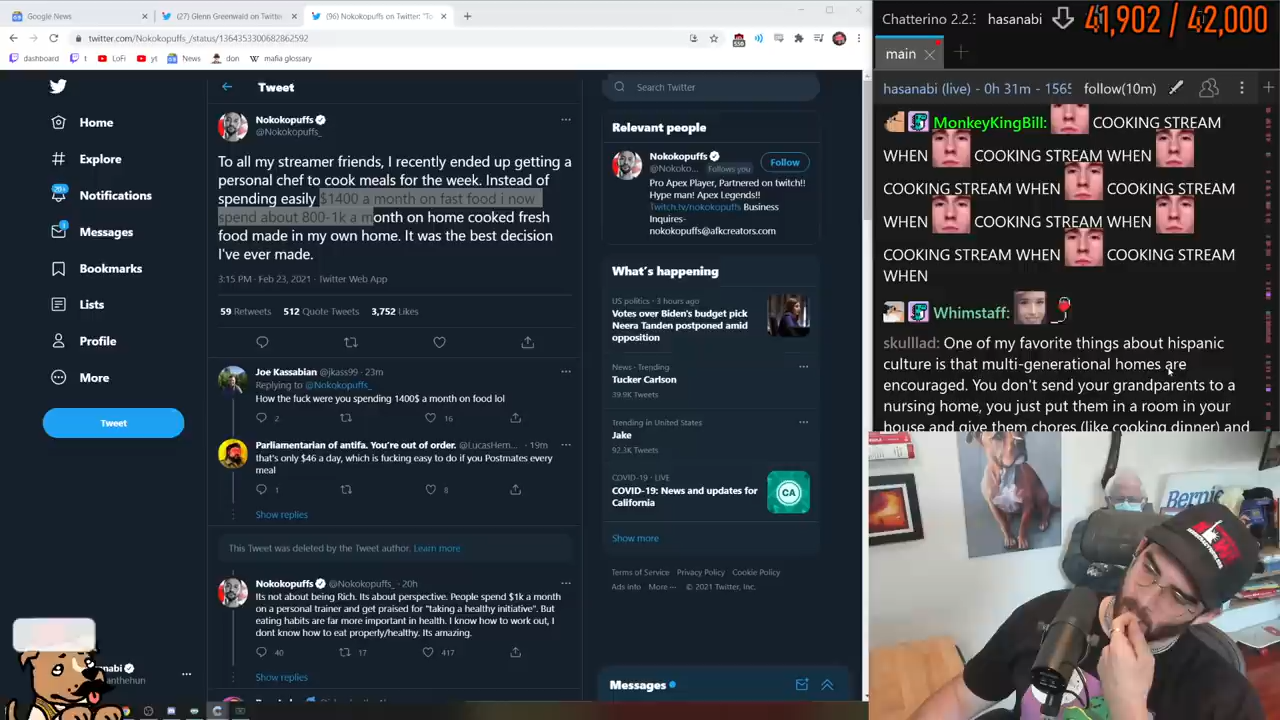 Google News
(27) Glenn Greenwald on Twitter
(96) Nokokopuffs on Twitter: "To
twitter.com/Nokokopuffs_/status/1364353300682862592
dashboard
t
LoFi
yt
News
don
mafia glossary
Home
Explore
20+
Notifications
1
Messages
Bookmarks
Lists
Profile
More
Tweet
Tweet
Nokokopuffs
@Nokokopuffs_
To all my streamer friends, I recently ended up getting a
personal chef to cook meals for the week. Instead of
spending easily $1400 a month on fast food i now
spend about 800-1k a month on home cooked fresh
food made in my own home. It was the best decision
I've ever made.
3:15 PM · Feb 23, 2021 · Twitter Web App
59 Retweets 512 Quote Tweets 3,752 Likes
Joe Kassabian @jkass99 · 23m
Replying to @Nokokopuffs_
How the fuck were you spending 1400$ a month on food lol
2 16
Parliamentarian of antifa. You're out of order. @LucasHern... · 19m
that's only $46 a day, which is fucking easy to do if you Postmates every
meal
1 8
Show replies
This Tweet was deleted by the Tweet author. Learn more
Nokokopuffs @Nokokopuffs_ · 20h
Its not about being Rich. Its about perspective. People spend $1k a month
on a personal trainer and get praised for "taking a healthy initiative". But
eating habits are far more important in health. I know how to work out, I
dont know how to eat properly/healthy. Its amazing.
40 17 417
Show replies
Search Twitter
Relevant people
Nokokopuffs
@Nokoko... Follows you
Follow
Pro Apex Player, Partnered on twitch!!
Hype man! Apex Legends!!
Twitch.tv/nokokopuffs Business
Inquires-
nokokopuffs@afkcreators.com
What's happening
US politics · 3 hours ago
Votes over Biden's budget pick
Neera Tanden postponed amid
opposition
News · Trending
Tucker Carlson
39.9K Tweets
Trending in United States
Jake
92.3K Tweets
COVID-19 · LIVE
COVID-19: News and updates for
California
CA
Show more
Terms of Service Privacy Policy Cookie Policy
Ads info More ··· © 2021 Twitter, Inc.
Messages
Chatterino 2.2.: hasanabi
41,902 / 42,000
main
hasanabi (live) - 0h 31m - 1565 follow(10m)
MonkeyKingBill: COOKING STREAM
WHEN COOKING STREAM WHEN
COOKING STREAM WHEN COOKING STREAM
WHEN COOKING STREAM WHEN
COOKING STREAM WHEN COOKING STREAM
WHEN
Whimstaff:
skulllad: One of my favorite things about hispanic
culture is that multi-generational homes are
encouraged. You don't send your grandparents to a
nursing home, you just put them in a room in your
house and give them chores (like cooking dinner) and
Bernie